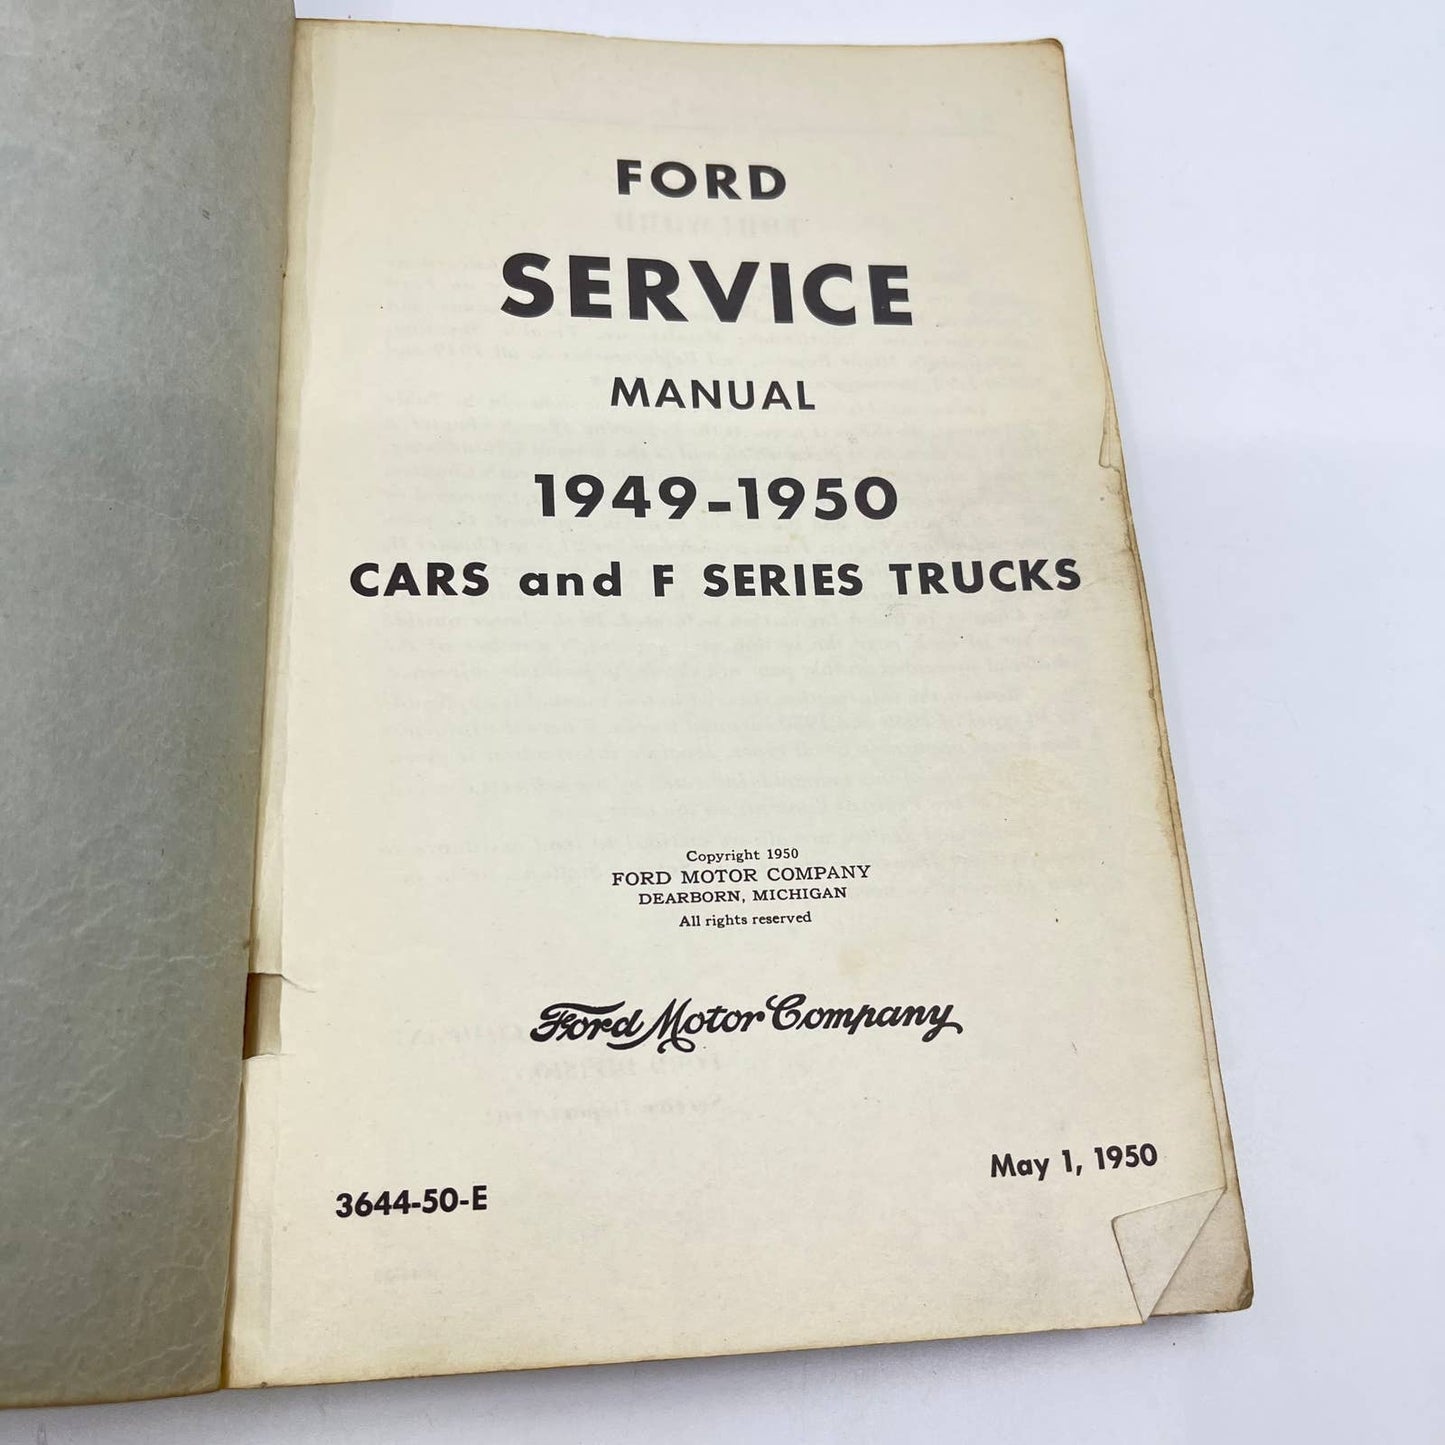 FORD
SERVICE
MANUAL
1949-1950
CARS and F SERIES TRUCKS
Copyright 1950
FORD MOTOR COMPANY
DEARBORN, MICHIGAN
All rights reserved
Ford Motor Company
May 1, 1950
3644-50-E